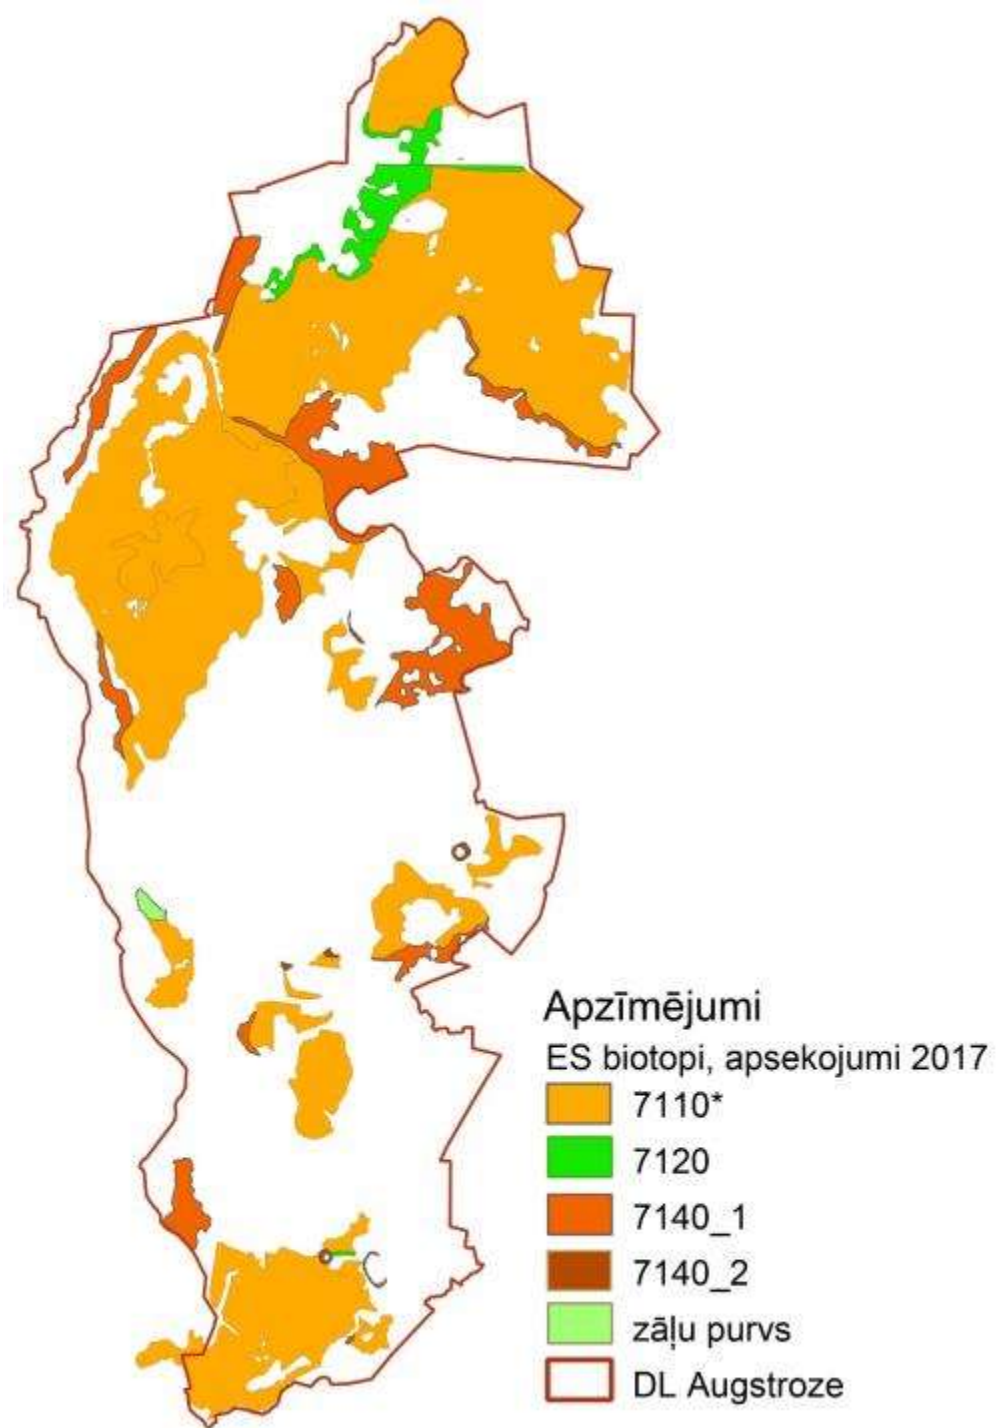 Apzīmējumi
ES biotopi, apsekojumi 2017
7110*
7120
7140_1
7140_2
zāļu purvs
DL Augstroze